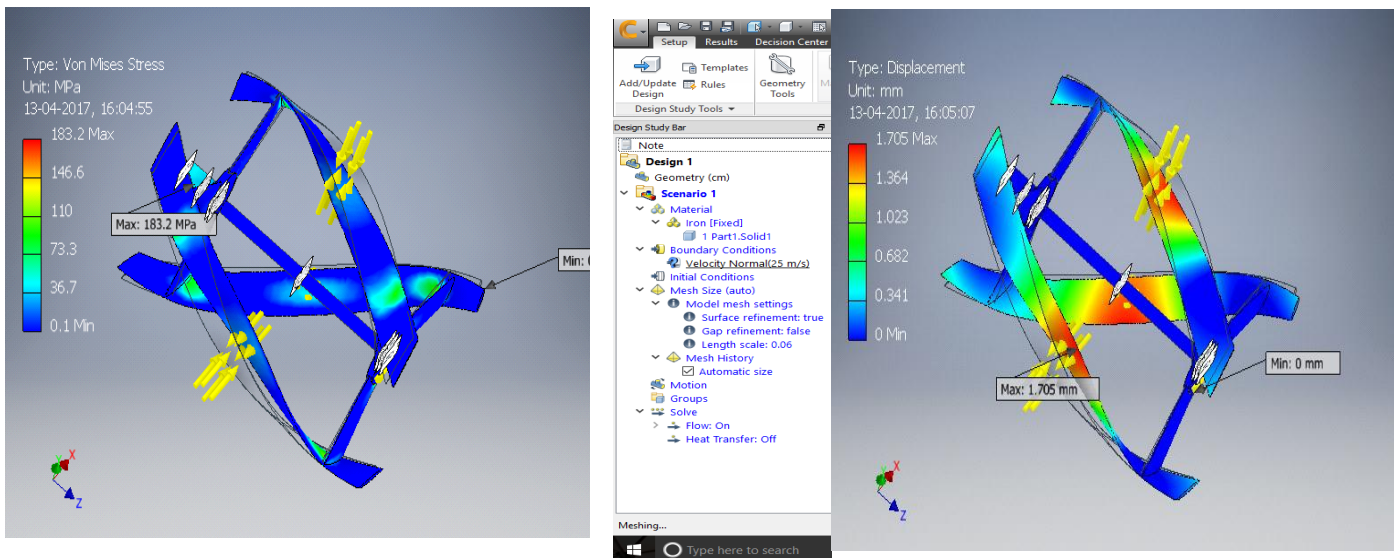 Type: Von Mises Stress
Unit: MPa
13-04-2017, 16:04:55
183.2 Max
146.6
110
73.3
36.7
0.1 Min
Max: 183.2 MPa
Min:
Z
X
Setup Results Decision Center
Add/Update Design
Templates
Rules
Geometry Tools
Design Study Tools
Design Study Bar
Note
Design 1
Geometry (cm)
Scenario 1
Material
Iron [Fixed]
1 Part1.Solid1
Boundary Conditions
Velocity Normal(25 m/s)
Initial Conditions
Mesh Size (auto)
Model mesh settings
Surface refinement: true
Gap refinement: false
Length scale: 0.06
Mesh History
Automatic size
Motion
Groups
Solve
Flow: On
Heat Transfer: Off
Meshing...
Type here to search
Type: Displacement
Unit: mm
13-04-2017, 16:05:07
1.705 Max
1.364
1.023
0.682
0.341
0 Min
Max: 1.705 mm
Min: 0 mm
X
Z